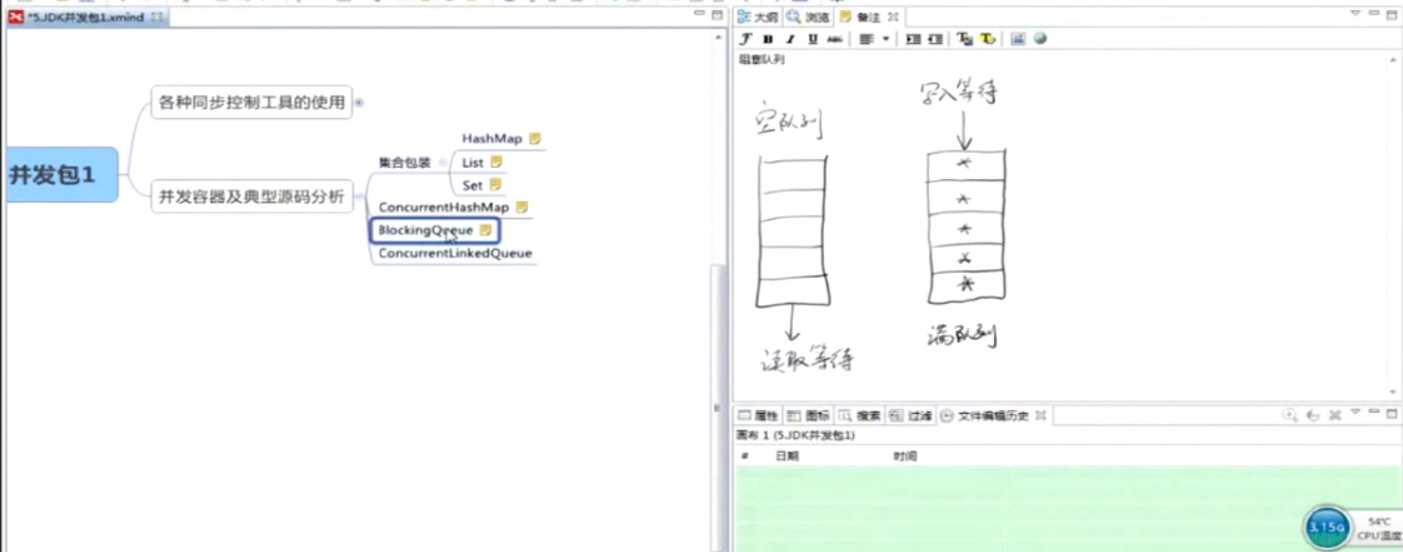 *5.JDK并发包1.xmind
各种同步控制工具的使用
并发包1
并发容器及典型源码分析
集合包装
HashMap
List
Set
ConcurrentHashMap
BlockingQueue
ConcurrentLinkedQueue
大纲 浏览 备注
阻塞队列
空队列
写入等待
读取等待
满队列
属性 图标 搜索 过滤 文件编辑历史
画布 1 (5.JDK并发包1)
# 日期 时间
3.15G
54℃
CPU温度